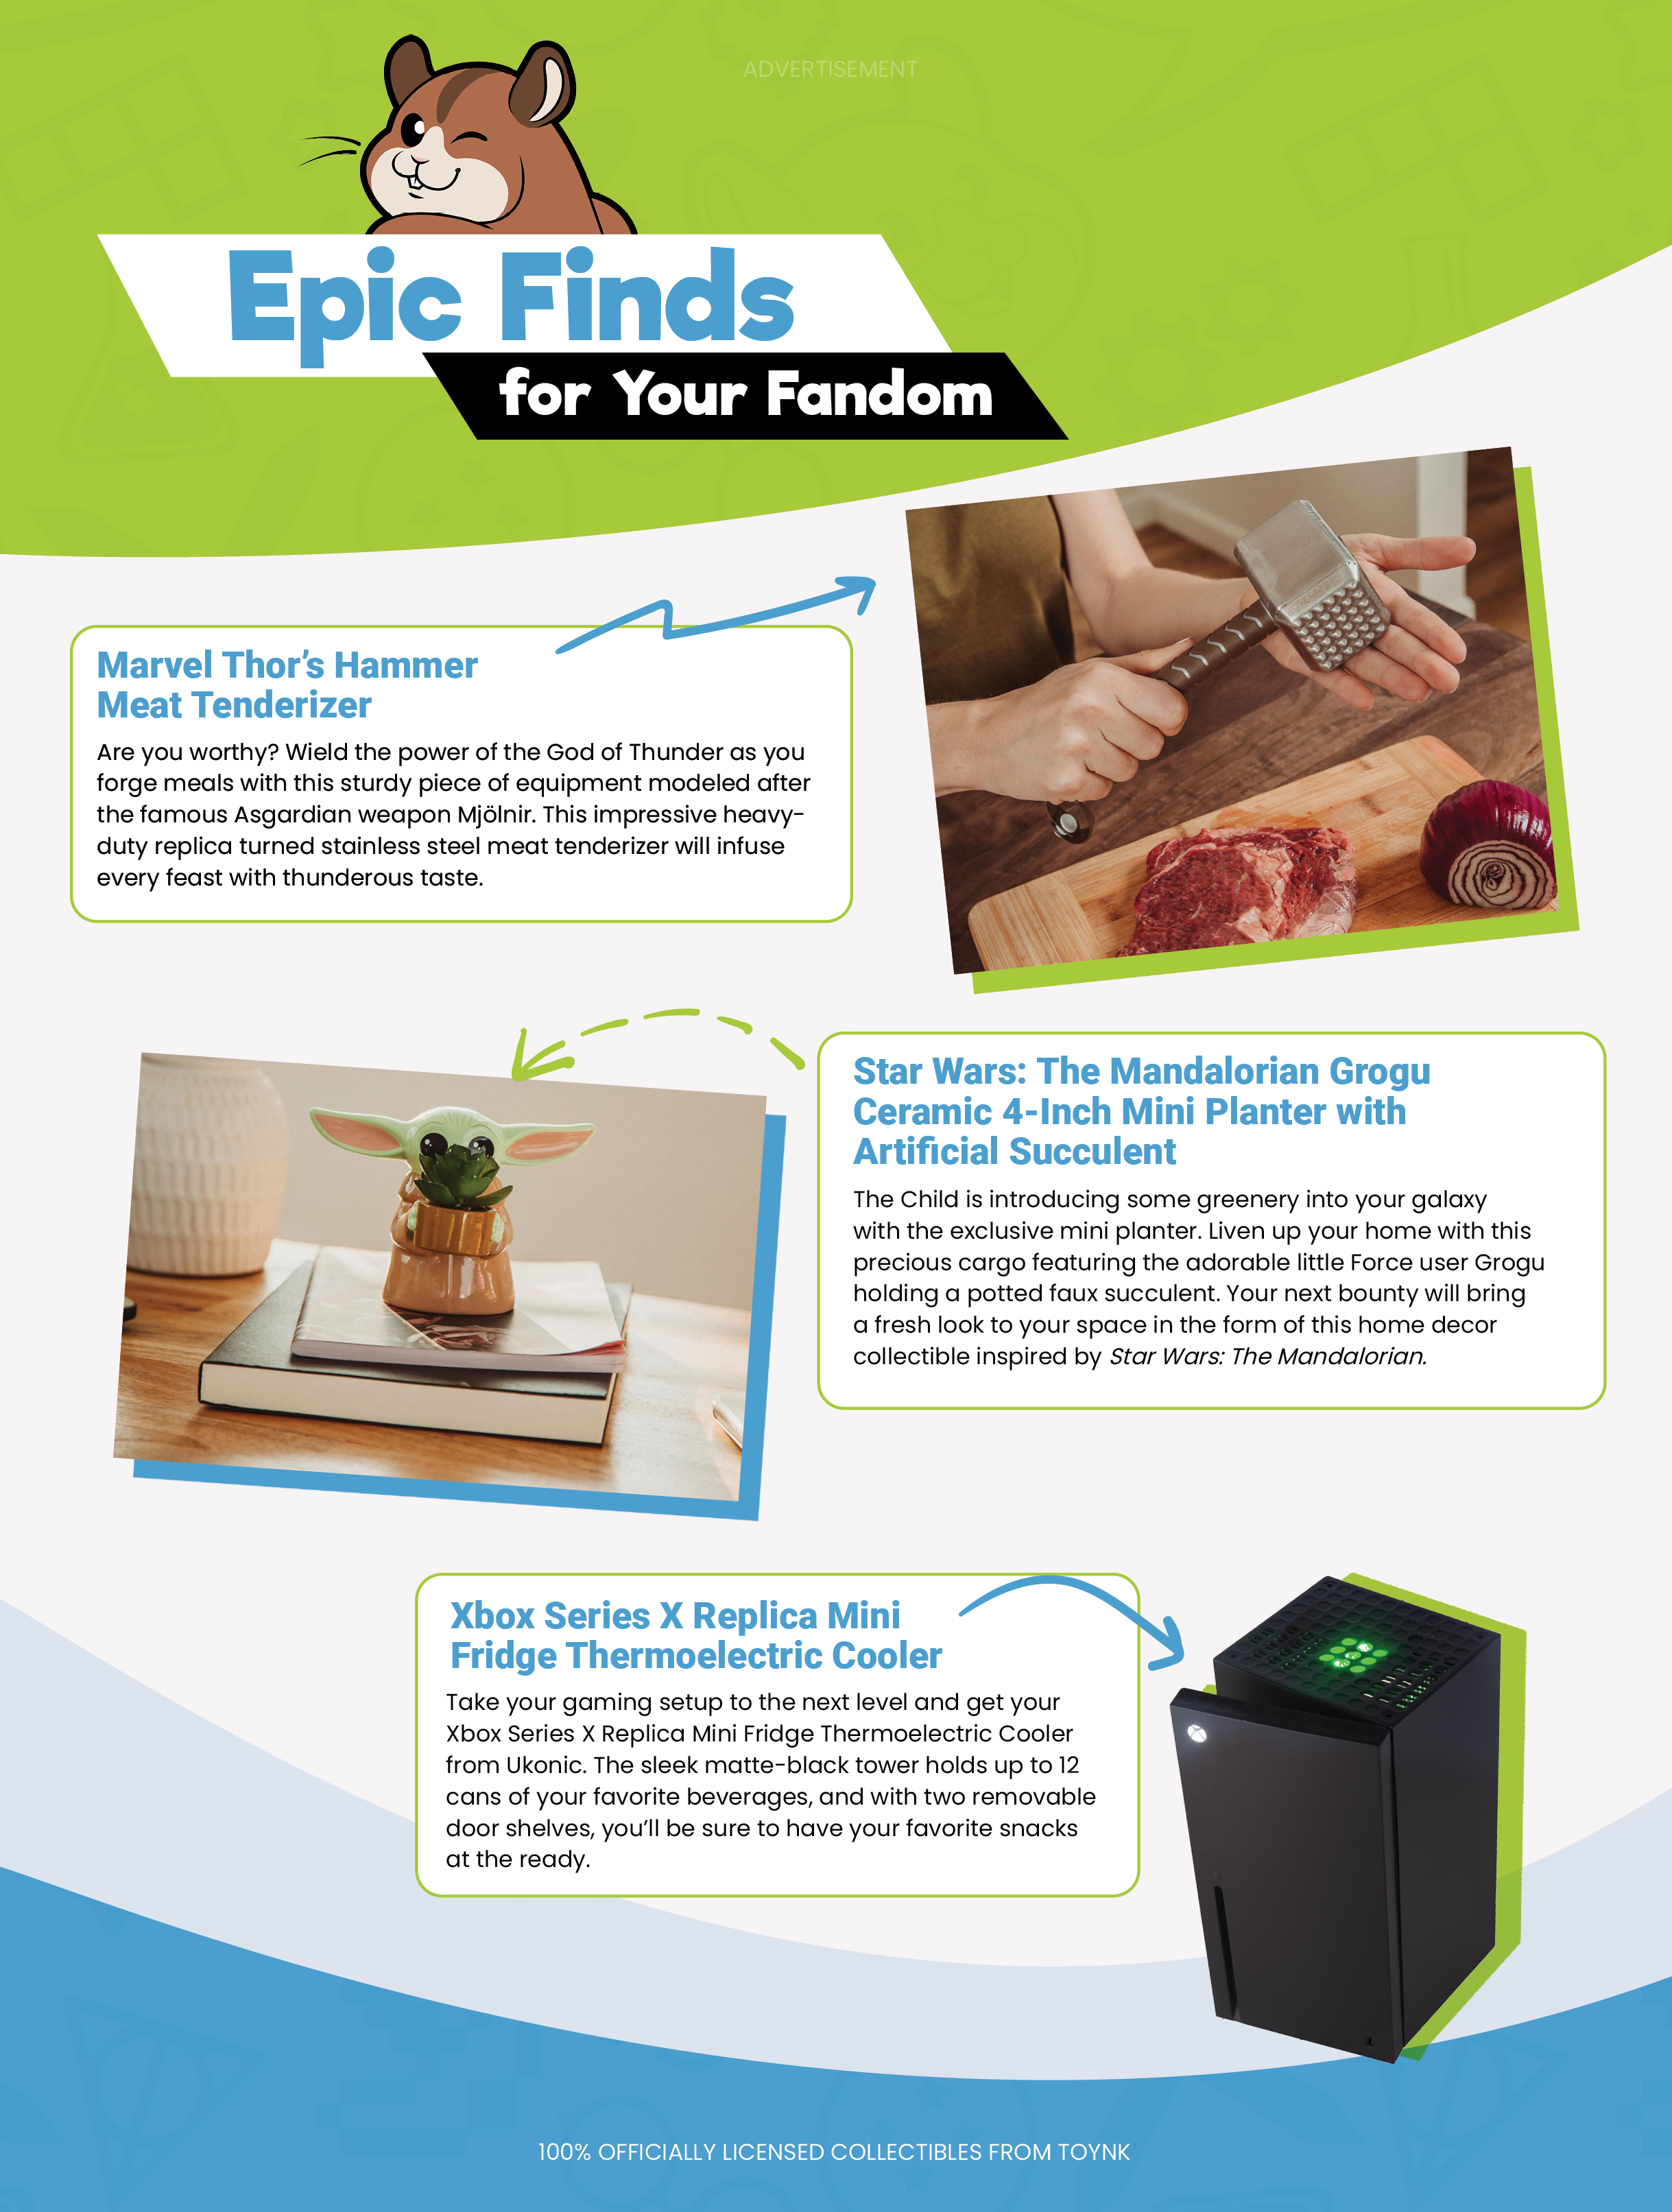 ADVERTISEMENT
Epic Finds
for Your Fandom
Marvel Thor’s Hammer
Meat Tenderizer
Are you worthy? Wield the power of the God of Thunder as you
forge meals with this sturdy piece of equipment modeled after
the famous Asgardian weapon Mjölnir. This impressive heavy-
duty replica turned stainless steel meat tenderizer will infuse
every feast with thunderous taste.
Star Wars: The Mandalorian Grogu
Ceramic 4-Inch Mini Planter with
Artificial Succulent
The Child is introducing some greenery into your galaxy
with the exclusive mini planter. Liven up your home with this
precious cargo featuring the adorable little Force user Grogu
holding a potted faux succulent. Your next bounty will bring
a fresh look to your space in the form of this home decor
collectible inspired by Star Wars: The Mandalorian.
Xbox Series X Replica Mini
Fridge Thermoelectric Cooler
Take your gaming setup to the next level and get your
Xbox Series X Replica Mini Fridge Thermoelectric Cooler
from Ukonic. The sleek matte-black tower holds up to 12
cans of your favorite beverages, and with two removable
door shelves, you’ll be sure to have your favorite snacks
at the ready.
100% OFFICIALLY LICENSED COLLECTIBLES FROM TOYNK